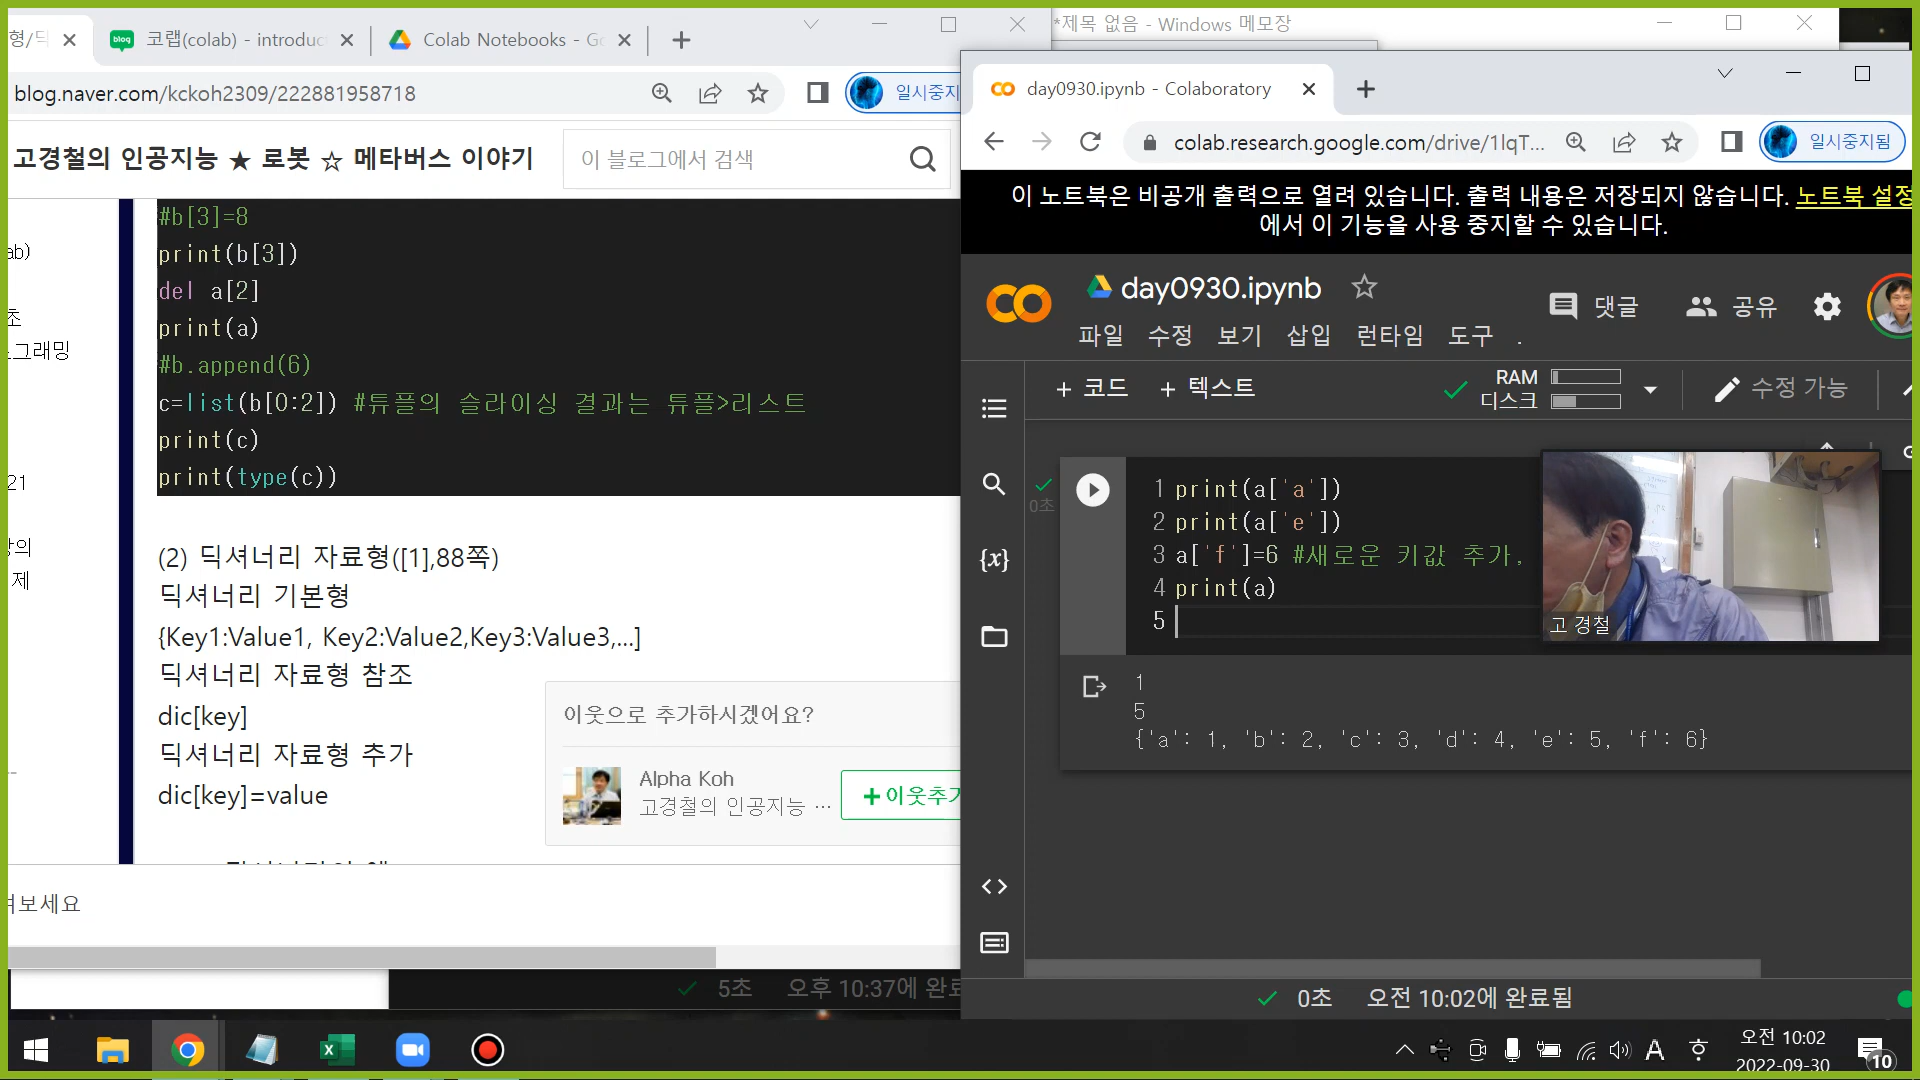 형/딕
코랩(colab) - introduc
Colab Notebooks - Go
*제목 없음 - Windows 메모장
blog.naver.com/kckoh2309/222881958718
일시중지
고경철의 인공지능 ★ 로봇 ☆ 메타버스 이야기
이 블로그에서 검색
ab)
초
그래밍
21
의
제
#b[3]=8
print(b[3])
del a[2]
print(a)
#b.append(6)
c=list(b[0:2]) #튜플의 슬라이싱 결과는 튜플>리스트
print(c)
print(type(c))
(2) 딕셔너리 자료형([1],88쪽)
딕셔너리 기본형
{Key1:Value1, Key2:Value2,Key3:Value3,...]
딕셔너리 자료형 참조
dic[key]
딕셔너리 자료형 추가
dic[key]=value
이웃으로 추가하시겠어요?
Alpha Koh
고경철의 인공지능 ...
+이웃추가
보세요
5초 오후 10:37에 완료
day0930.ipynb - Colaboratory
colab.research.google.com/drive/1lqT...
일시중지됨
이 노트북은 비공개 출력으로 열려 있습니다. 출력 내용은 저장되지 않습니다. 노트북 설정
에서 이 기능을 사용 중지할 수 있습니다.
day0930.ipynb
댓글 공유
파일 수정 보기 삽입 런타임 도구 .
+ 코드 + 텍스트
RAM
디스크
수정 가능
0초
1 print(a['a'])
2 print(a['e'])
3 a['f']=6 #새로운 키값 추가,
4 print(a)
5
고 경철
1
5
{'a': 1, 'b': 2, 'c': 3, 'd': 4, 'e': 5, 'f': 6}
0초 오전 10:02에 완료됨
A
오전 10:02
2022-09-30
10